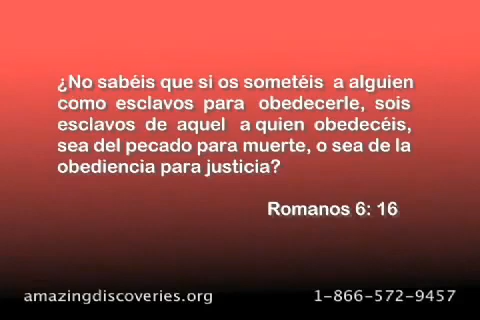 ¿No sabéis que si os sometéis a alguien
como esclavos para obedecerle, sois
esclavos de aquel a quien obedecéis,
sea del pecado para muerte, o sea de la
obediencia para justicia?
Romanos 6: 16
amazingdiscoveries.org 1-866-572-9457